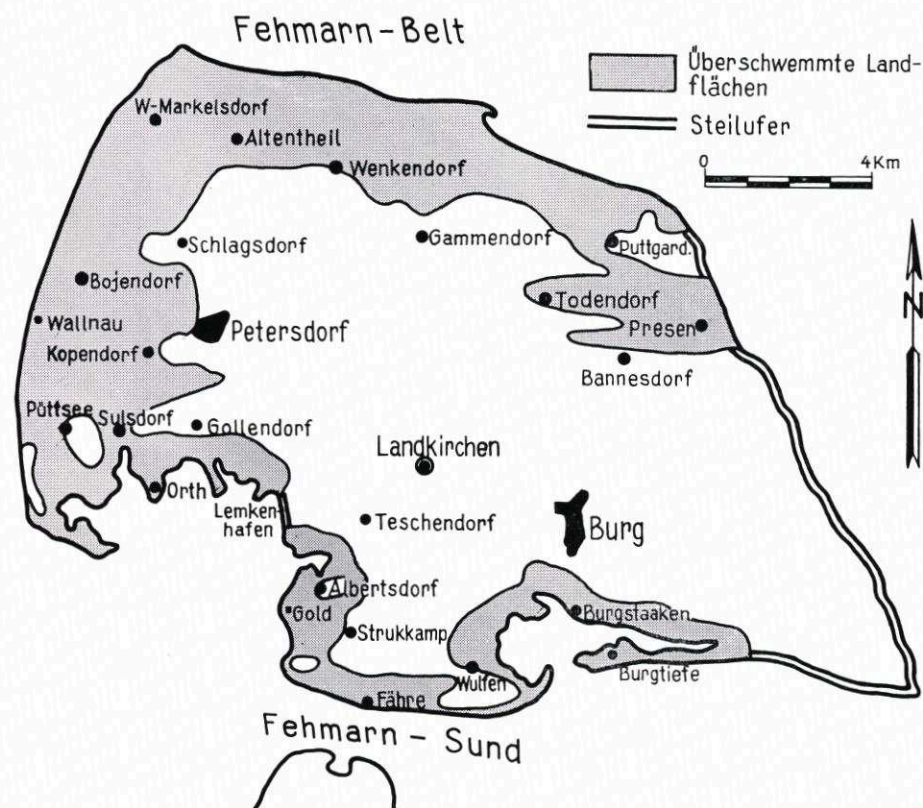 Fehmarn-Belt
Überschwemmte Land-
flächen
Steilufer
0 4Km
W-Markelsdorf
Altentheil
Wenkendorf
Schlagsdorf
Gammendorf
Puttgard.
N
Bojendorf
Todendorf
Wallnau
Petersdorf
Presen
Kopendorf
Bannesdorf
Püttsee
Sulsdorf
Gollendorf
Landkirchen
Orth
Lemken-
hafen
Teschendorf
Burg
Albertsdorf
Gold
Burgstaaken
Strukkamp
Wulfen
Burgtiefe
Fähre
Fehmarn - Sund